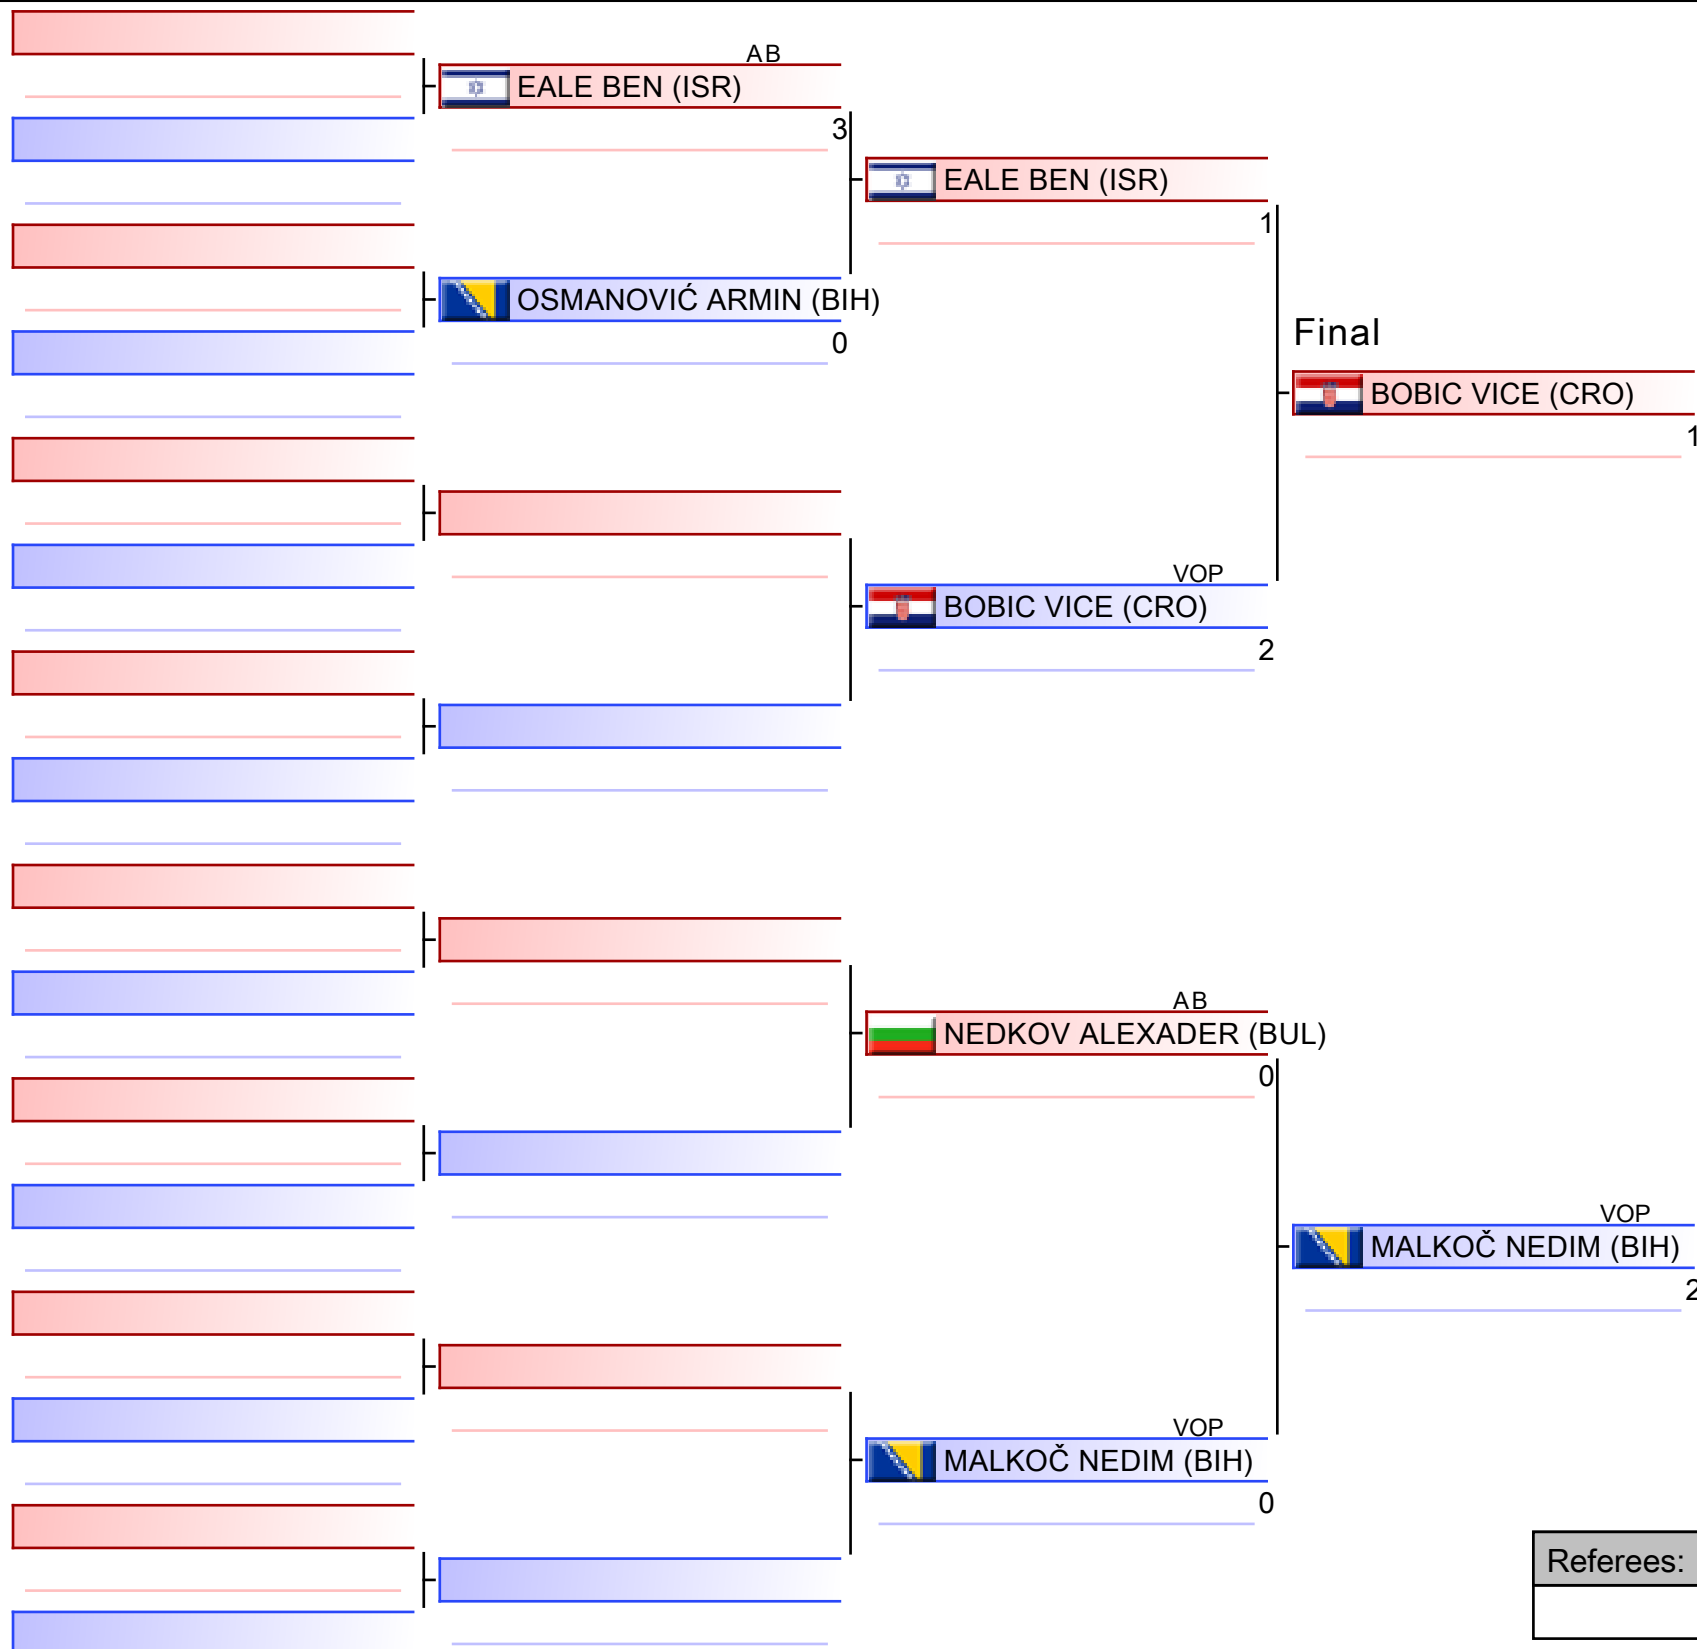 AB
EALE BEN (ISR)
3
EALE BEN (ISR)
1
OSMANOVIĆ ARMIN (BIH)
0
Final
BOBIC VICE (CRO)
1
VOP
BOBIC VICE (CRO)
2
AB
NEDKOV ALEXADER (BUL)
0
VOP
MALKOČ NEDIM (BIH)
2
VOP
MALKOČ NEDIM (BIH)
0
Referees: